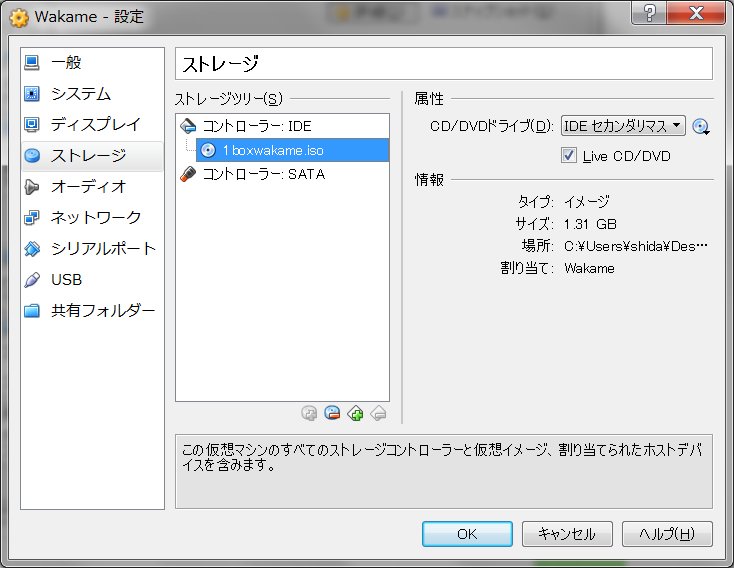 Wakame - 設定
一般
システム
ディスプレイ
ストレージ
オーディオ
ネットワーク
シリアルポート
USB
共有フォルダー
ストレージ
ストレージツリー(S)
コントローラー: IDE
1boxwakame.iso
コントローラー: SATA
属性
CD/DVDドライブ(D): IDE セカンダリマス
Live CD/DVD
情報
タイプ: イメージ
サイズ: 1.31 GB
場所: C:¥Users¥shida¥Des…
割り当て: Wakame
この仮想マシンのすべてのストレージコントローラーと仮想イメージ、割り当てられたホストデバ
イスを含みます。
OK キャンセル ヘルプ(H)